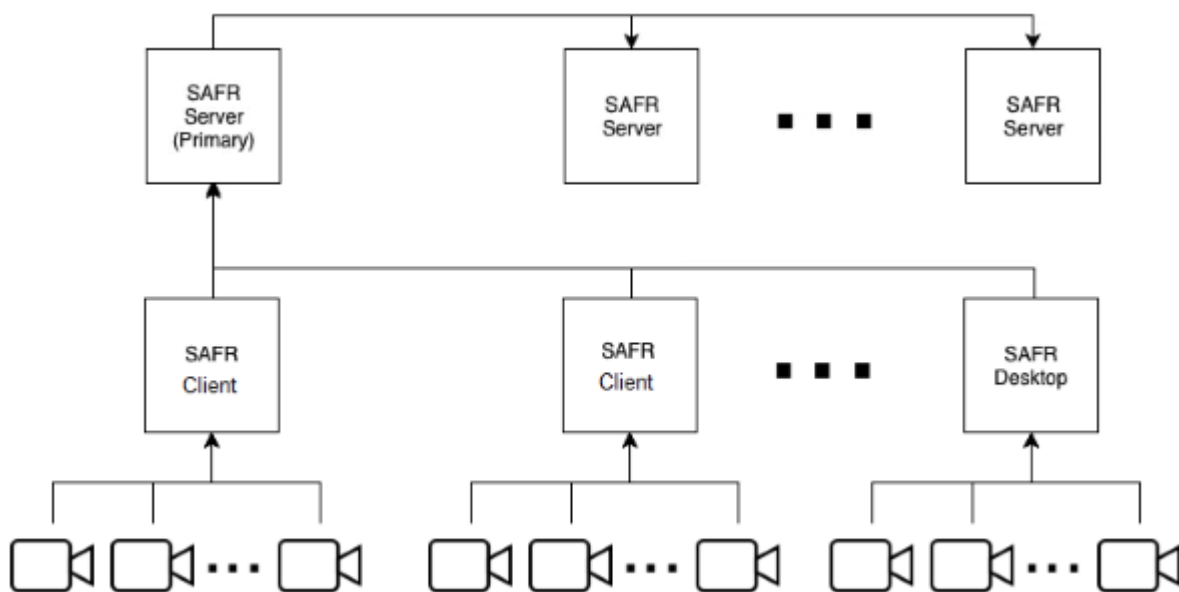 SAFR
Server
(Primary)
SAFR
Server
SAFR
Server
SAFR
Client
SAFR
Client
SAFR
Desktop